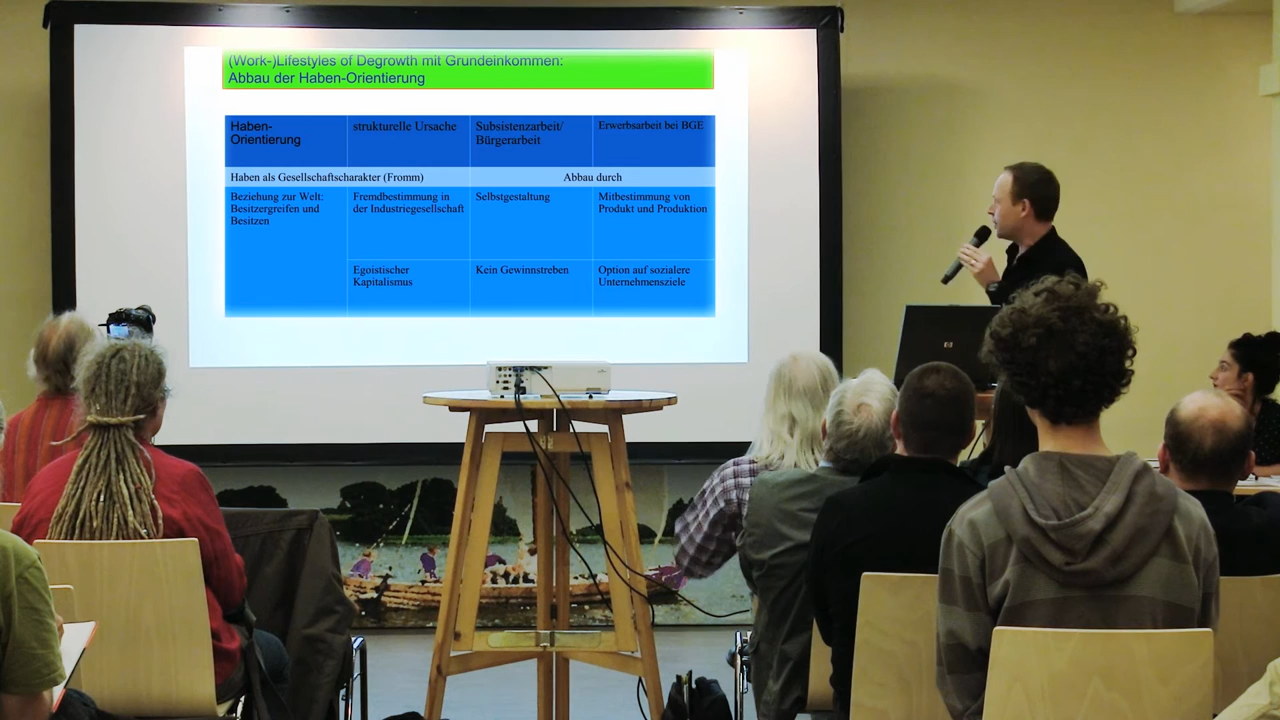 (Work-)Lifestyles of Degrowth mit Grundeinkommen:
Abbau der Haben-Orientierung
Haben-
Orientierung
strukturelle Ursache
Subsistenzarbeit/
Bürgerarbeit
Erwerbsarbeit bei BGE
Haben als Gesellschaftscharakter (Fromm)
Abbau durch
Beziehung zur Welt:
Besitzergreifen und
Besitzen
Fremdbestimmung in
der Industriegesellschaft
Selbstgestaltung
Mitbestimmung von
Produkt und Produktion
Egoistischer
Kapitalismus
Kein Gewinnstreben
Option auf sozialere
Unternehmensziele
hp